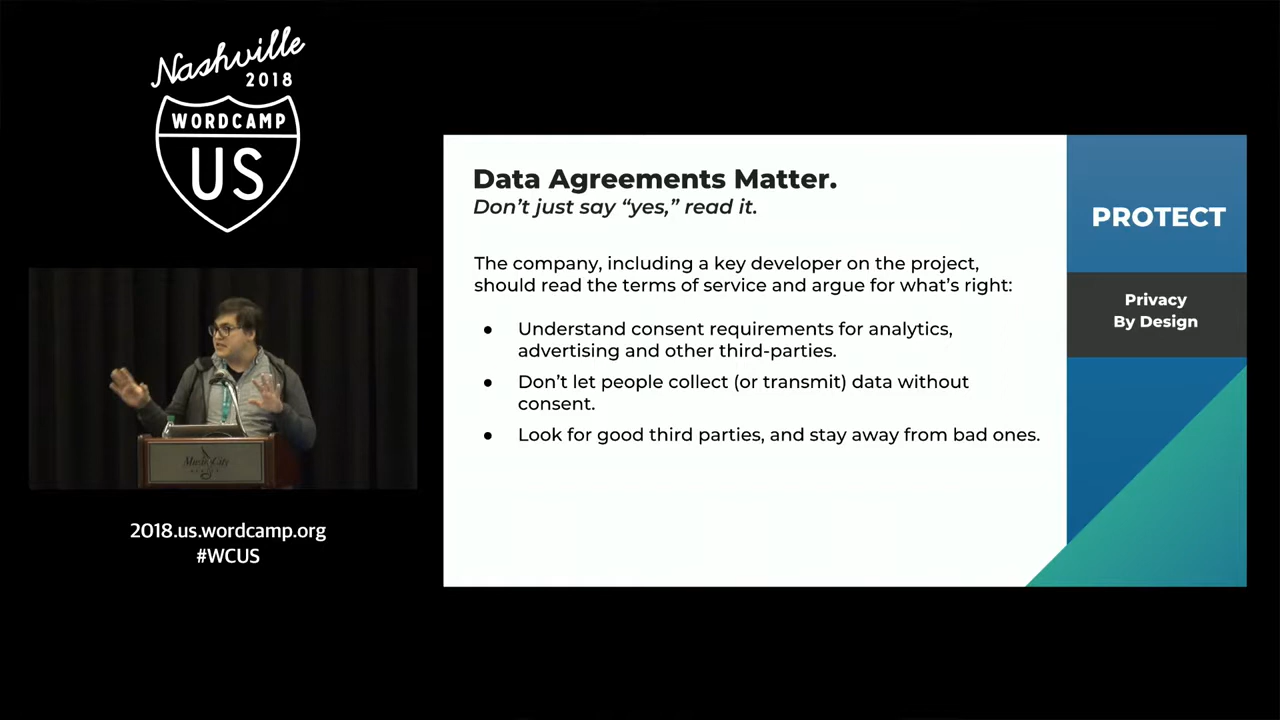 Nashville
2018
WORDCAMP
US
Data Agreements Matter.
Don't just say “yes,” read it.
The company, including a key developer on the project,
should read the terms of service and argue for what's right:
● Understand consent requirements for analytics,
advertising and other third-parties.
● Don't let people collect (or transmit) data without
consent.
● Look for good third parties, and stay away from bad ones.
PROTECT
Privacy
By Design
Music City
2018.us.wordcamp.org
#WCUS